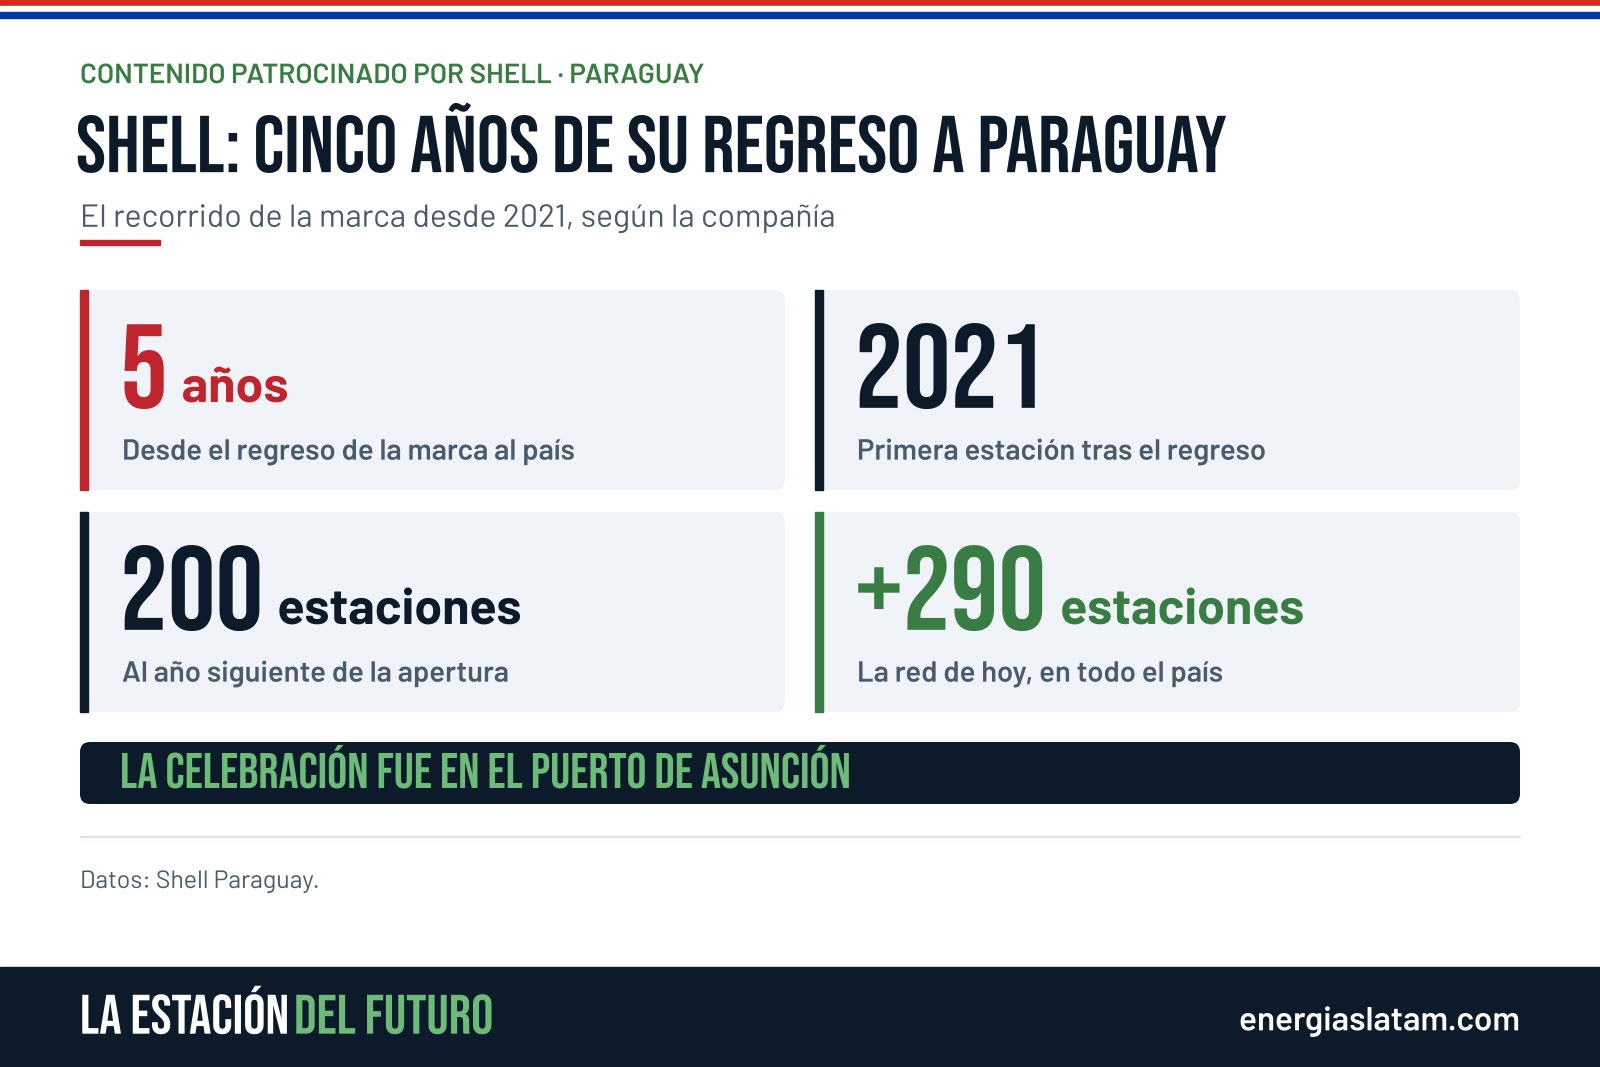 CONTENIDO PATROCINADO POR SHELL · PARAGUAY
SHELL: CINCO AÑOS DE SU REGRESO A PARAGUAY
El recorrido de la marca desde 2021, según la compañía
5 años
Desde el regreso de la marca al país
2021
Primera estación tras el regreso
200 estaciones
Al año siguiente de la apertura
+290 estaciones
La red de hoy, en todo el país
LA CELEBRACIÓN FUE EN EL PUERTO DE ASUNCIÓN
Datos: Shell Paraguay.
LA ESTACIÓN DEL FUTURO
energiaslatam.com